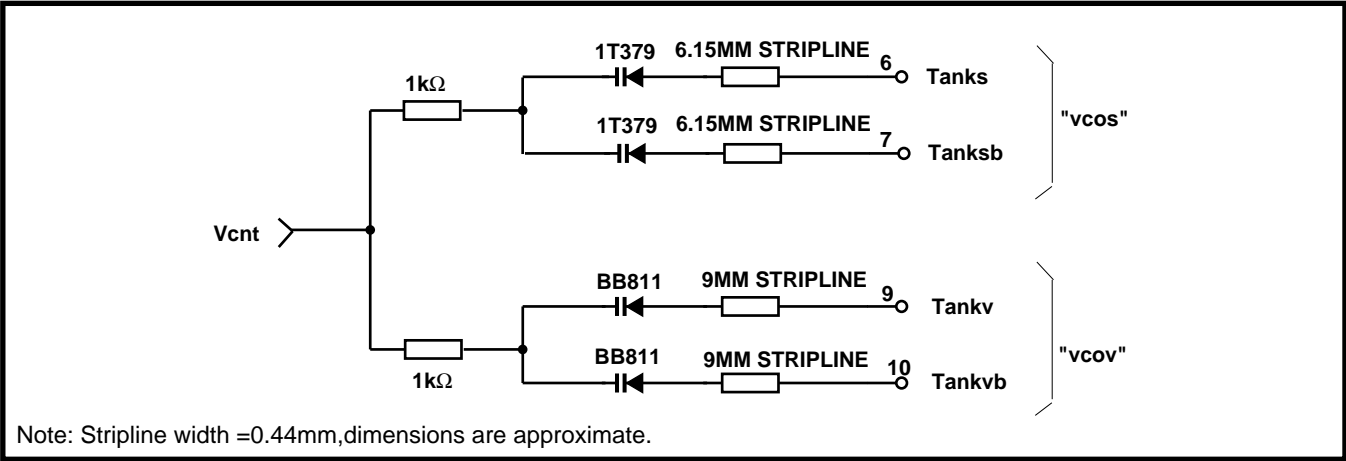 1T379 6.15MM STRIPLINE
6 Tanks
1kΩ
1T379 6.15MM STRIPLINE
7 Tanksb
"vcos"
Vcnt
BB811 9MM STRIPLINE
9 Tankv
1kΩ
BB811 9MM STRIPLINE
10 Tankvb
"vcov"
Note: Stripline width =0.44mm,dimensions are approximate.